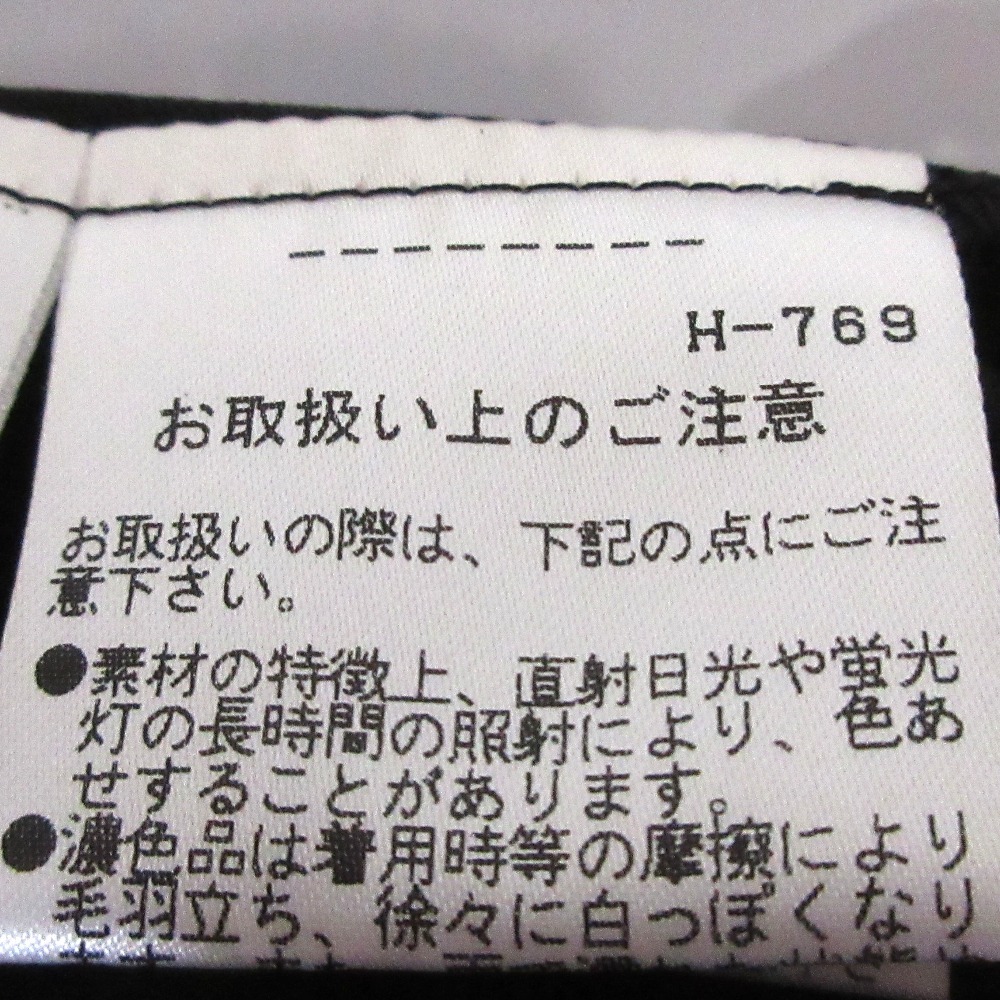 --------
H-769
お取扱い上のご注意
お取扱いの際は、下記の点にご注
意下さい。
●素材の特徴上、直射日光や蛍光
灯の長時間の照射により、色あ
せすることがあります。
●濃色品は着用時等の摩擦により
毛羽立ち、徐々に白っぽくなり